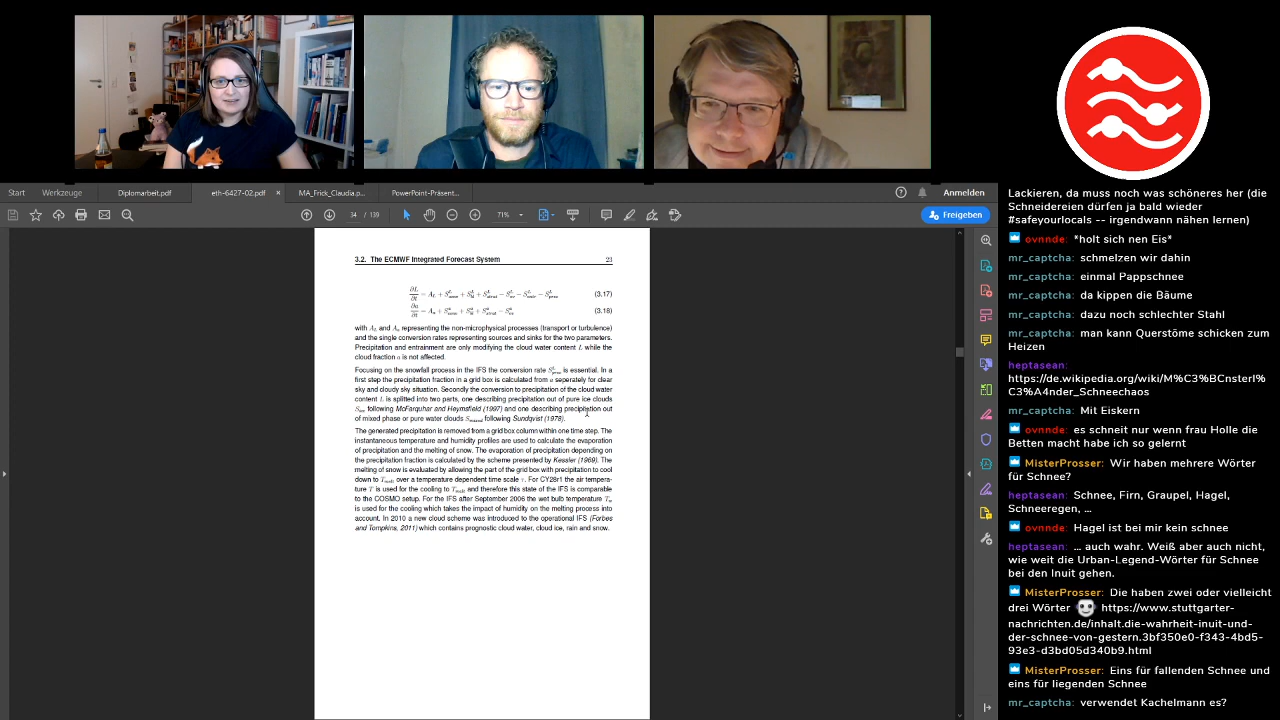 Start Werkzeuge Diplomarbeit.pdf eth-6427-02.pdf × MA_Frick_Claudia.p... PowerPoint-Präsent... Anmelden
34 / 139 71% Freigeben
3.2. The ECMWF Integrated Forecast System 23
(3.17)
(3.18)
with A_L and A_a representing the non-microphysical processes (transport or turbulence)
and the single conversion rates representing sources and sinks for the two parameters.
Precipitation and entrainment are only modifying the cloud water content L while the
cloud fraction a is not affected.
Focusing on the snowfall process in the IFS the conversion rate S^L_prec is essential. In a
first step the precipitation fraction in a grid box is calculated from a seperately for clear
sky and cloudy sky situation. Secondly the conversion to precipitation of the cloud water
content L is splitted into two parts, one describing precipitation out of pure ice clouds
following McFarquhar and Heymsfield (1997) and one describing precipitation out
of mixed phase or pure water clouds S_mixed following Sundqvist (1978).
The generated precipitation is removed from a grid box column within one time step. The
instantaneous temperature and humidity profiles are used to calculate the evaporation
of precipitation and the melting of snow. The evaporation of precipitation depending on
the precipitation fraction is calculated by the scheme presented by Kessler (1969). The
melting of snow is evaluated by allowing the part of the grid box with precipitation to cool
down to T_melt over a temperature dependent time scale τ. For CY28r1 the air tempera-
ture T is used for the cooling to T_melt and therefore this state of the IFS is comparable
to the COSMO setup. For the IFS after September 2006 the wet bulb temperature T_w
is used for the cooling which takes the impact of humidity on the melting process into
account. In 2010 a new cloud scheme was introduced to the operational IFS (Forbes
and Tompkins, 2011) which contains prognostic cloud water, cloud ice, rain and snow.
Lackieren, da muss noch was schöneres her (die
Schneidereien dürfen ja bald wieder
#safeyourlocals -- irgendwann nähen lernen)
ovnnde: *holt sich nen Eis*
mr_captcha: schmelzen wir dahin
mr_captcha: einmal Pappschnee
mr_captcha: da kippen die Bäume
mr_captcha: dazu noch schlechter Stahl
mr_captcha: man kann Querstöme schicken zum
Heizen
heptasean:
https://de.wikipedia.org/wiki/M%C3%BCnsterl%
C3%A4nder_Schneechaos
mr_captcha: Mit Eiskern
ovnnde: es schneit nur wenn frau Holle die
Betten macht habe ich so gelernt
MisterProsser: Wir haben mehrere Wörter
für Schnee?
heptasean: Schnee, Firn, Graupel, Hagel,
Schneeregen, …
ovnnde: Hagel ist bei mir kein schnee
heptasean: … auch wahr. Weiß aber auch nicht,
wie weit die Urban-Legend-Wörter für Schnee
bei den Inuit gehen.
MisterProsser: Die haben zwei oder vielleicht
drei Wörter https://www.stuttgarter-
nachrichten.de/inhalt.die-wahrheit-inuit-und-
der-schnee-von-gestern.3bf350e0-f343-4bd5-
93e3-d3bd05d340b9.html
MisterProsser: Eins für fallenden Schnee und
eins für liegenden Schnee
mr_captcha: verwendet Kachelmann es?